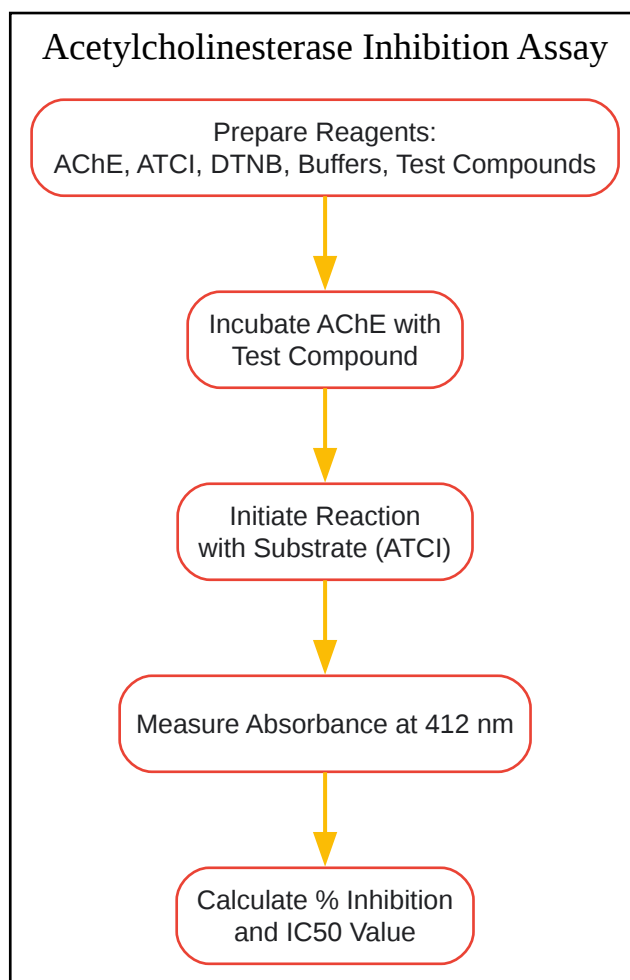 Acetylcholinesterase Inhibition Assay
Prepare Reagents:
AChE, ATCI, DTNB, Buffers, Test Compounds
Incubate AChE with
Test Compound
Initiate Reaction
with Substrate (ATCI)
Measure Absorbance at 412 nm
Calculate % Inhibition
and IC50 Value